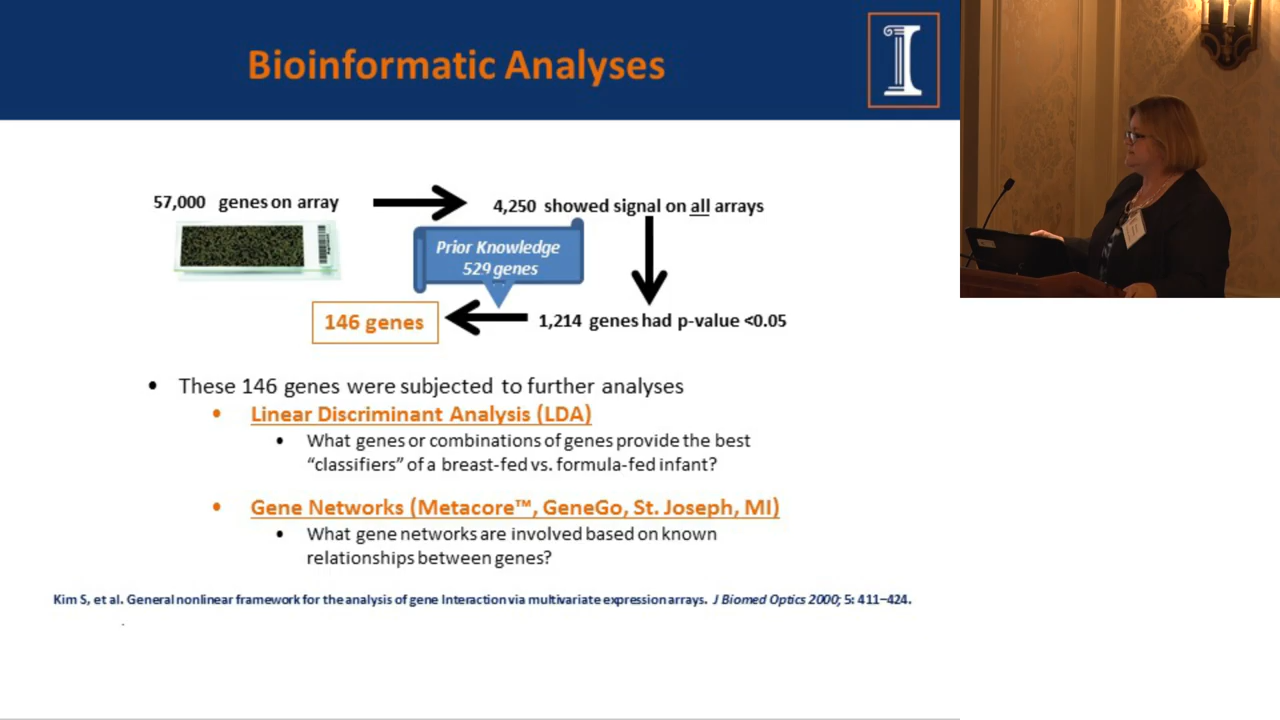 Bioinformatic Analyses
57,000 genes on array
4,250 showed signal on all arrays
Prior Knowledge
529 genes
146 genes
1,214 genes had p-value <0.05
• These 146 genes were subjected to further analyses
• Linear Discriminant Analysis (LDA)
• What genes or combinations of genes provide the best
“classifiers” of a breast-fed vs. formula-fed infant?
• Gene Networks (Metacore™, GeneGo, St. Joseph, MI)
• What gene networks are involved based on known
relationships between genes?
Kim S, et al. General nonlinear framework for the analysis of gene Interaction via multivariate expression arrays. J Biomed Optics 2000; 5: 411–424.